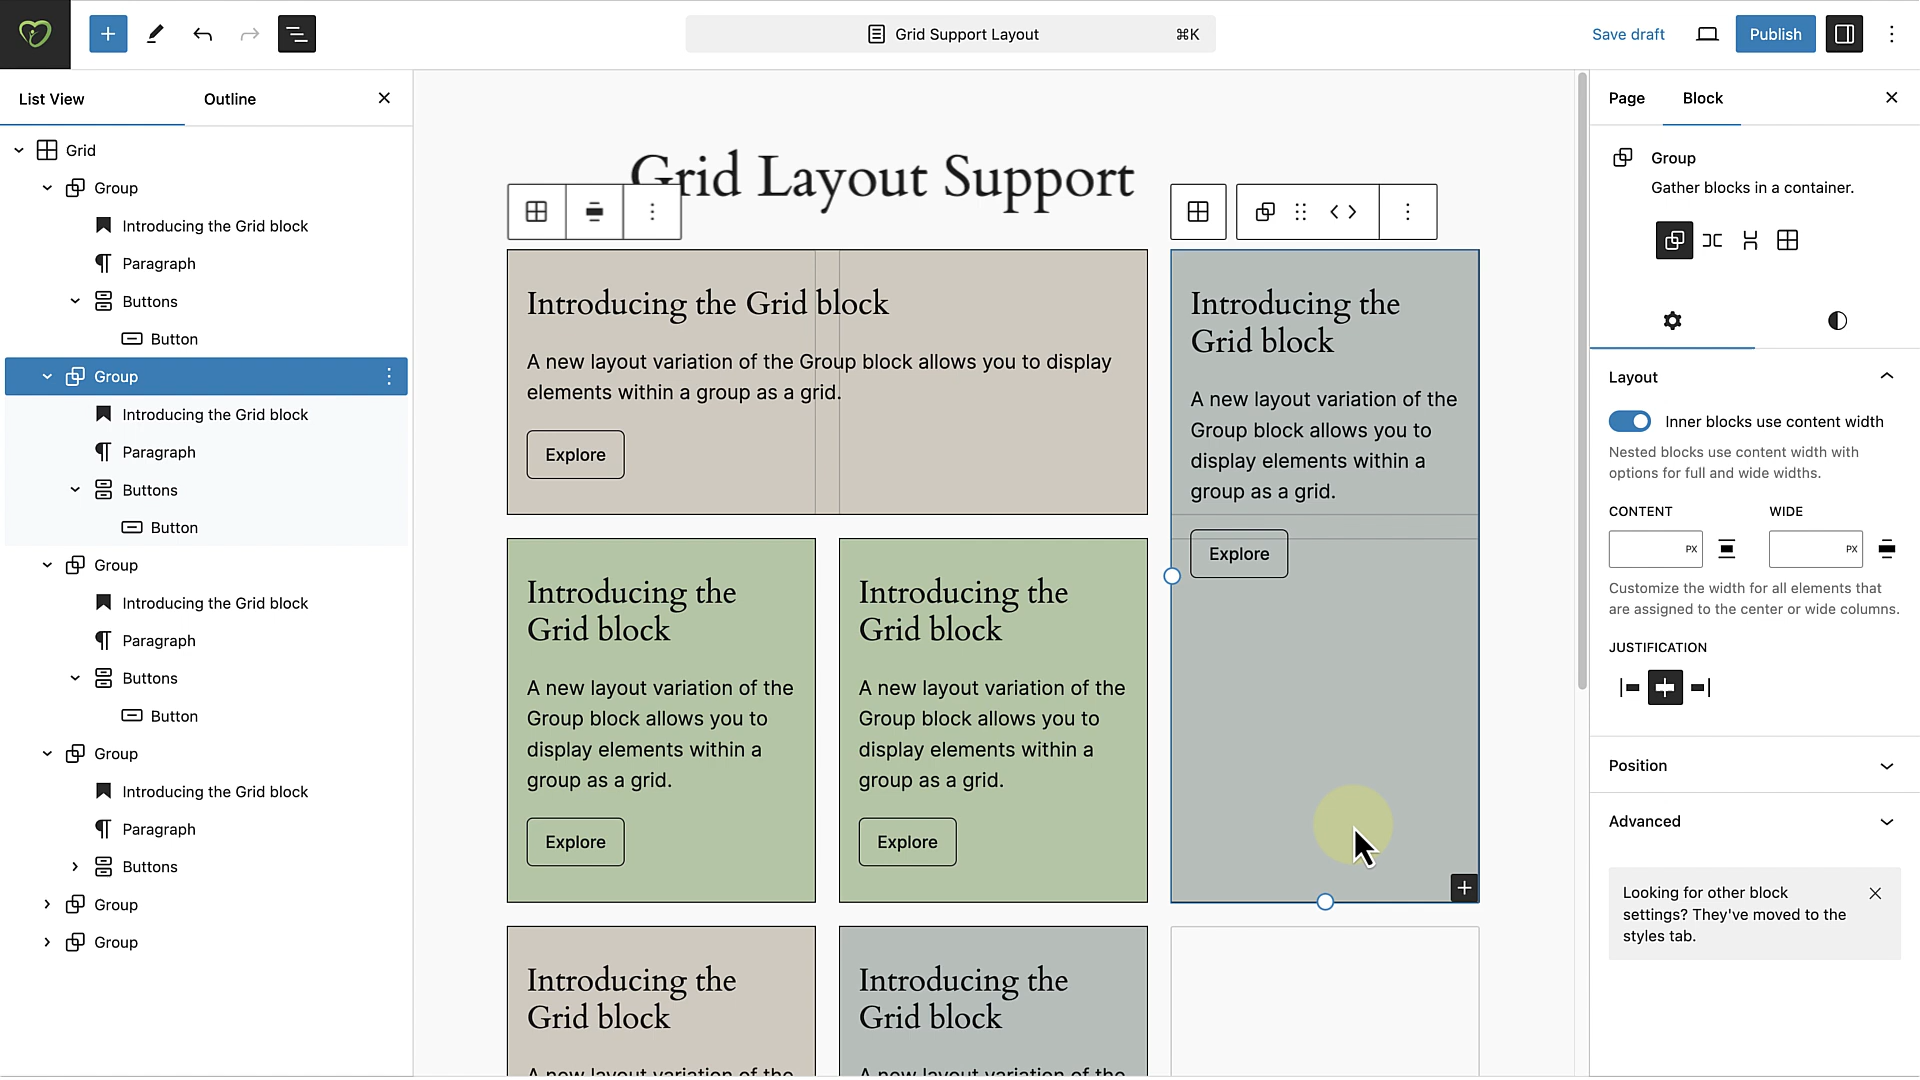 Grid Support Layout
⌘K
Save draft
Publish
List View
Outline
Grid
Group
Introducing the Grid block
Paragraph
Buttons
Button
Group
Introducing the Grid block
Paragraph
Buttons
Button
Group
Introducing the Grid block
Paragraph
Buttons
Button
Group
Introducing the Grid block
Paragraph
Buttons
Group
Group
Grid Layout Support
Introducing the Grid block
A new layout variation of the Group block allows you to display
elements within a group as a grid.
Explore
Introducing the
Grid block
A new layout variation of the
Group block allows you to
display elements within a
group as a grid.
Explore
Introducing the
Grid block
A new layout variation of the
Group block allows you to
display elements within a
group as a grid.
Explore
Introducing the
Grid block
A new layout variation of the
Group block allows you to
display elements within a
group as a grid.
Explore
Introducing the
Grid block
A new layout variation of the
Introducing the
Grid block
A new layout variation of the
Page
Block
Group
Gather blocks in a container.
Layout
Inner blocks use content width
Nested blocks use content width with
options for full and wide widths.
CONTENT
WIDE
PX
PX
Customize the width for all elements that
are assigned to the center or wide columns.
JUSTIFICATION
Position
Advanced
Looking for other block
settings? They've moved to the
styles tab.